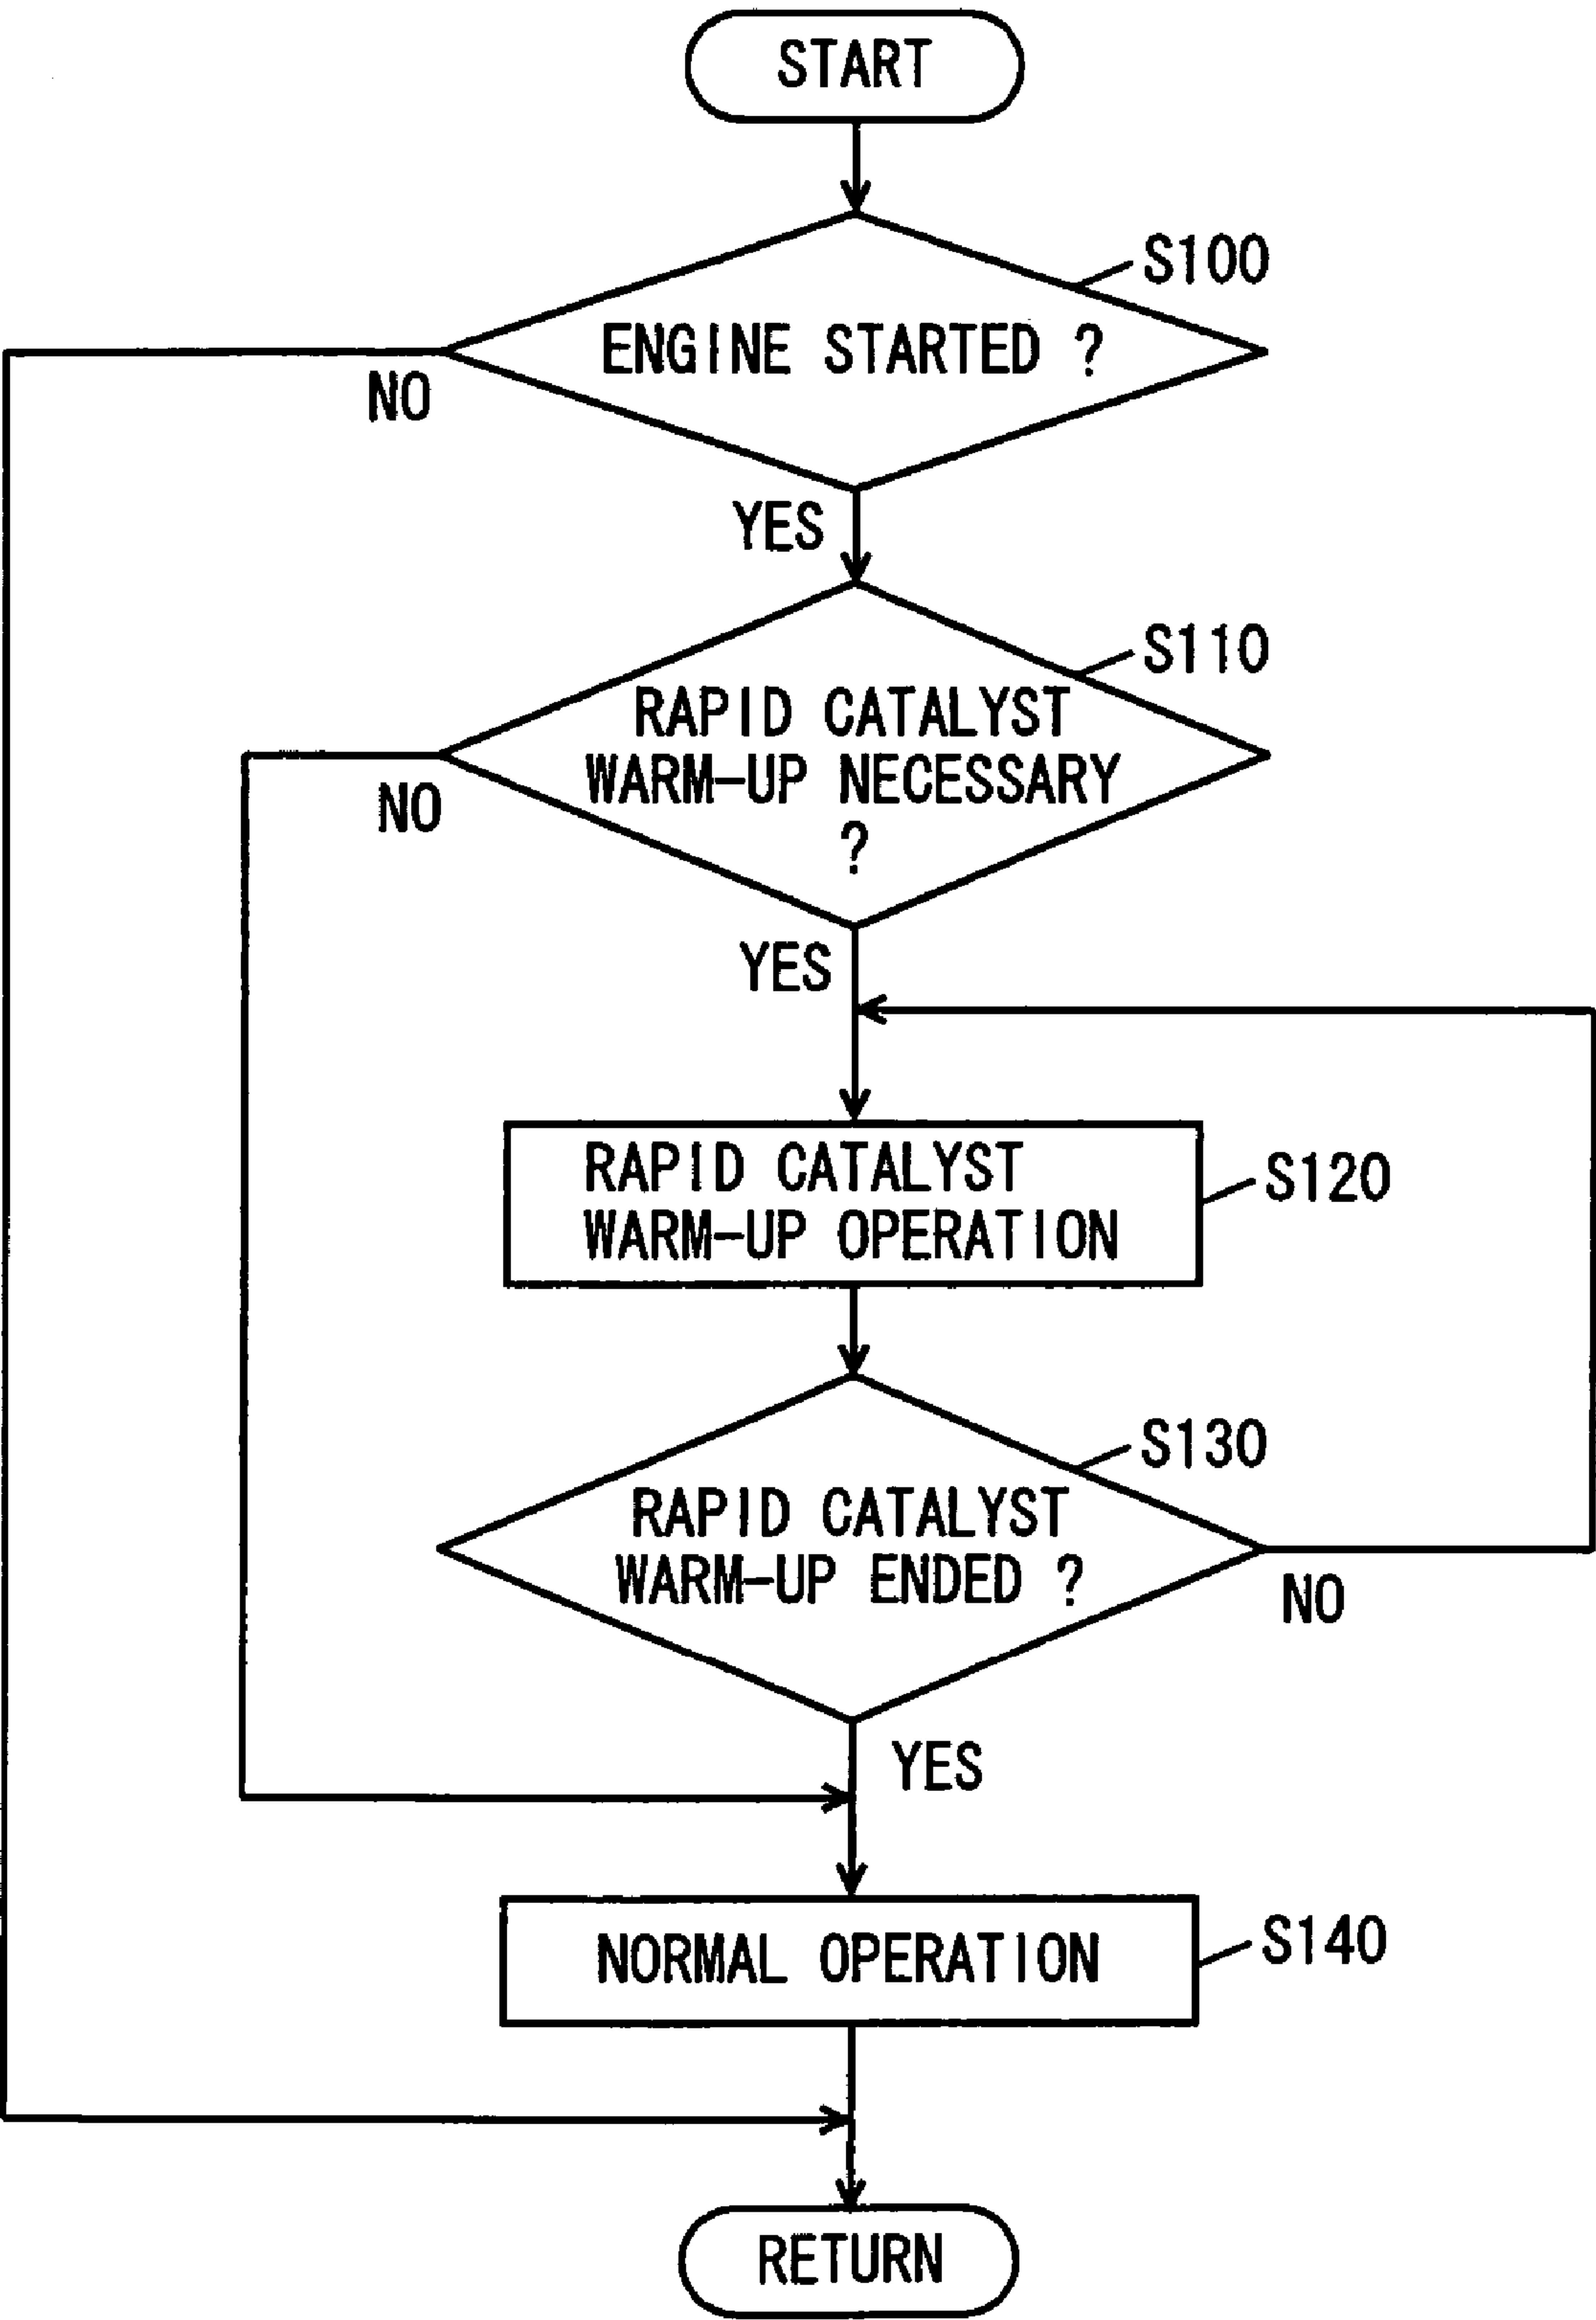 START
S100
ENGINE STARTED ?
NO
YES
S110
RAPID CATALYST
WARM-UP NECESSARY
?
NO
YES
RAPID CATALYST
WARM-UP OPERATION
S120
S130
RAPID CATALYST
WARM-UP ENDED ?
NO
YES
NORMAL OPERATION
S140
RETURN